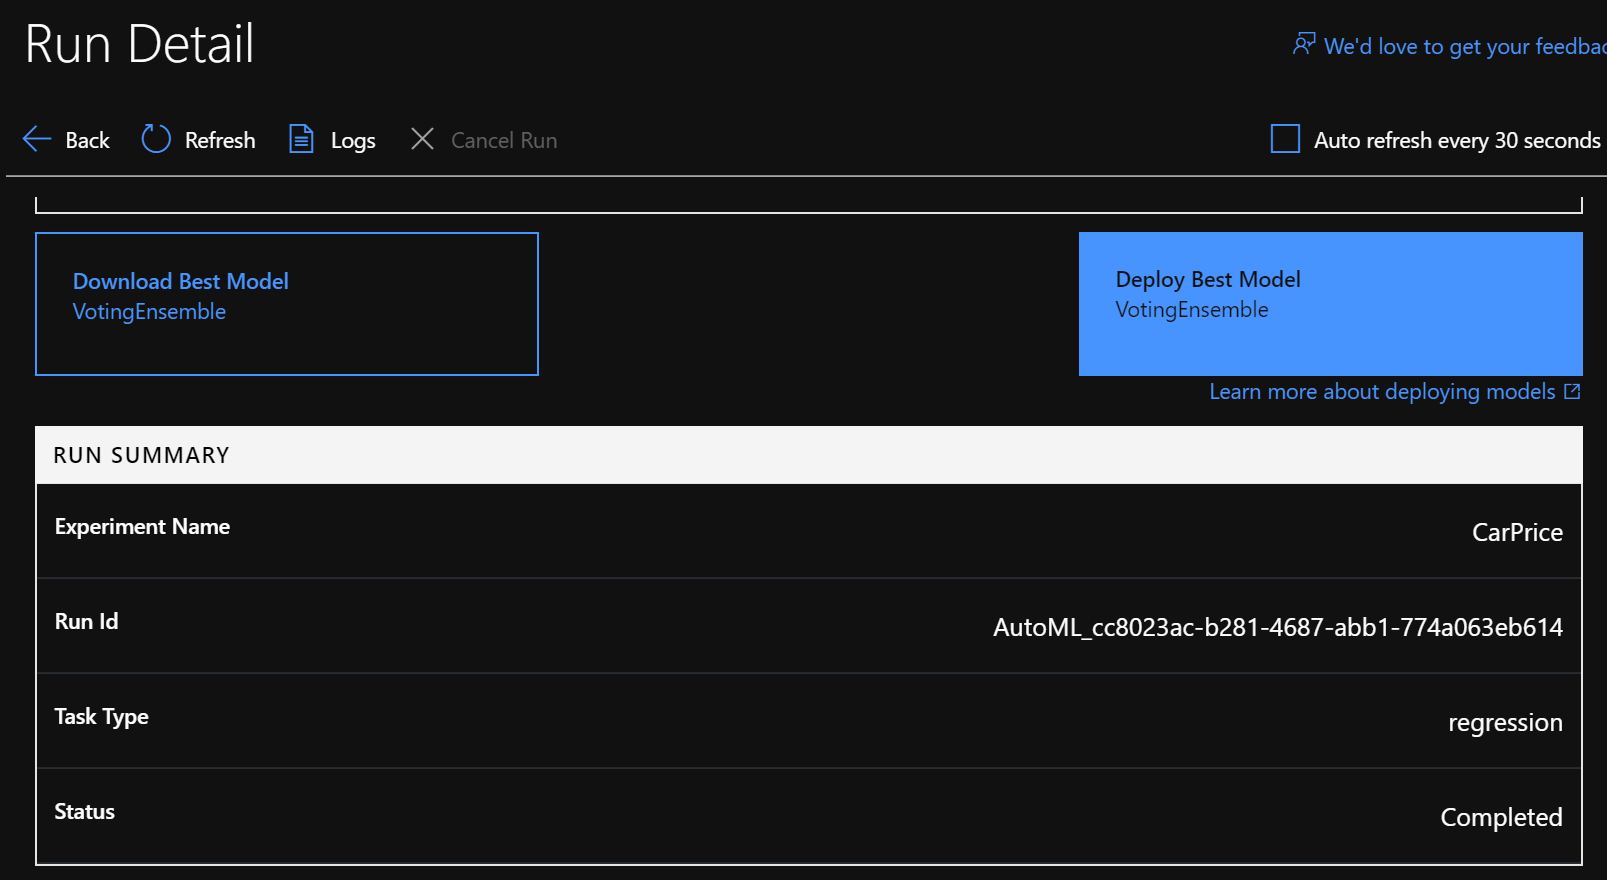 Run Detail
We'd love to get your feedbac
Back
Refresh
Logs
Cancel Run
Auto refresh every 30 seconds
Download Best Model
VotingEnsemble
Deploy Best Model
VotingEnsemble
Learn more about deploying models
RUN SUMMARY
Experiment Name
CarPrice
Run Id
AutoML_cc8023ac-b281-4687-abb1-774a063eb614
Task Type
regression
Status
Completed